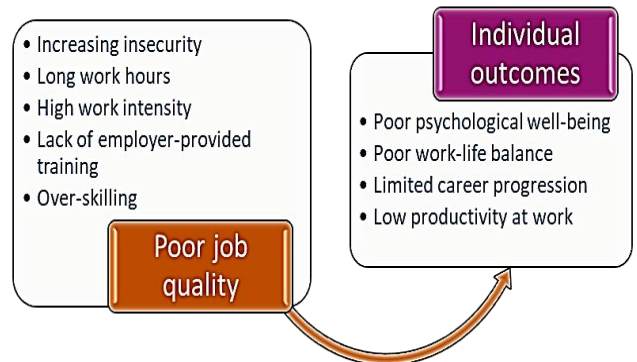 • Increasing insecurity
• Long work hours
• High work intensity
• Lack of employer-provided
training
• Over-skilling
Poor job
quality
Individual
outcomes
• Poor psychological well-being
• Poor work-life balance
• Limited career progression
• Low productivity at work